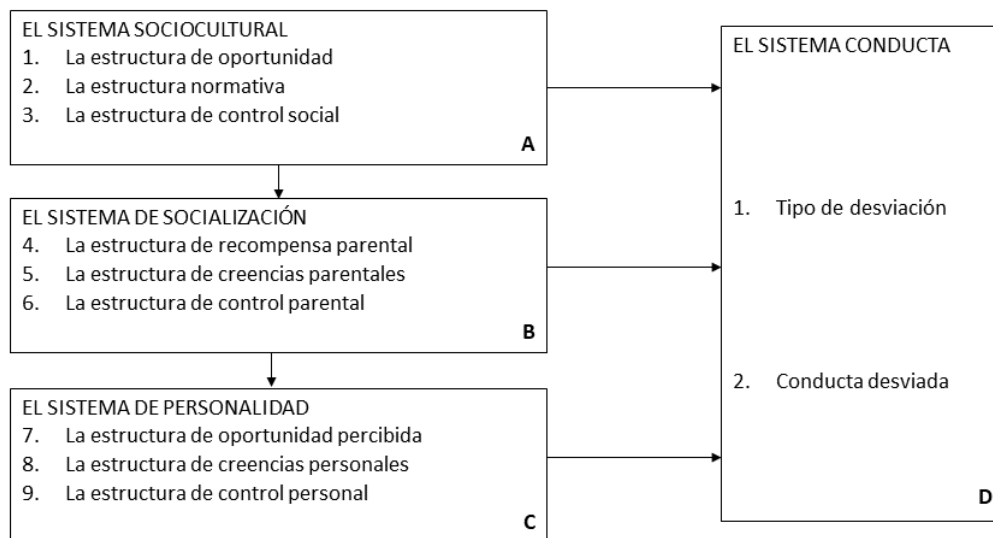 EL SISTEMA SOCIOCULTURAL
1. La estructura de oportunidad
2. La estructura normativa
3. La estructura de control social
A
EL SISTEMA DE SOCIALIZACIÓN
4. La estructura de recompensa parental
5. La estructura de creencias parentales
6. La estructura de control parental
B
EL SISTEMA DE PERSONALIDAD
7. La estructura de oportunidad percibida
8. La estructura de creencias personales
9. La estructura de control personal
C
EL SISTEMA CONDUCTA
1. Tipo de desviación
2. Conducta desviada
D